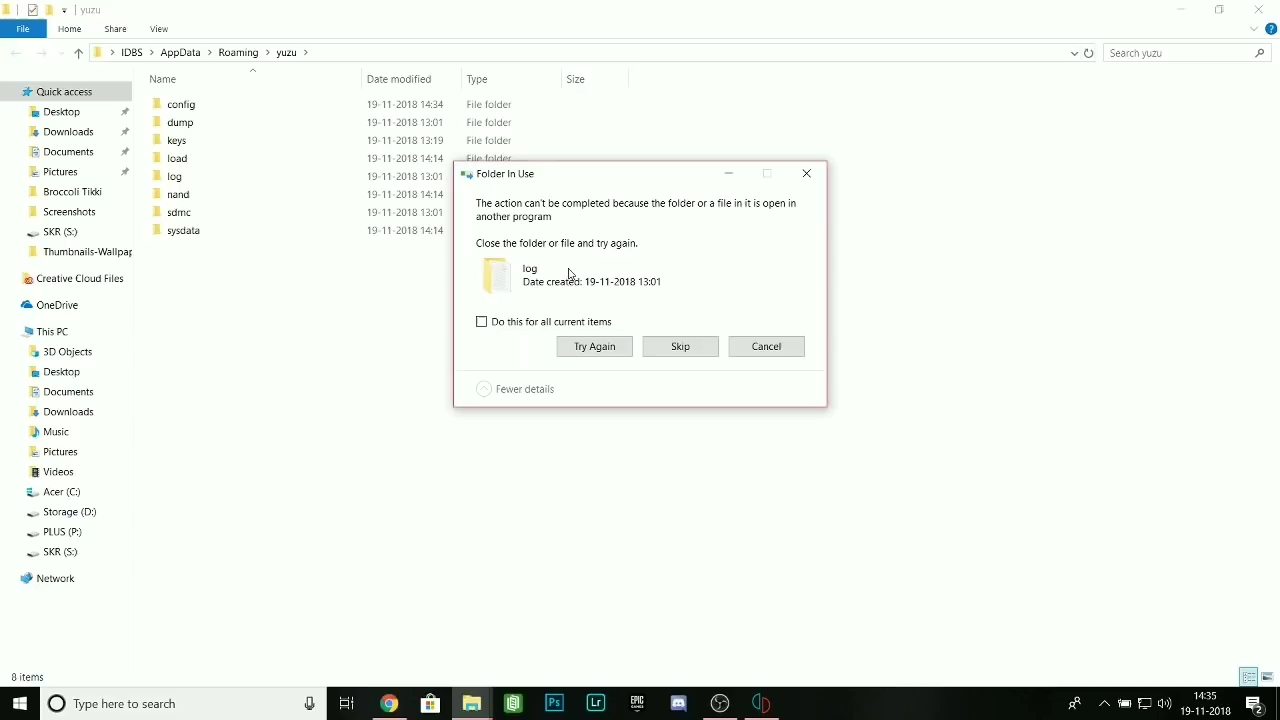 yuzu
File Home Share View
IDBS AppData Roaming yuzu
Search yuzu
Name Date modified Type Size
Quick access
Desktop
Downloads
Documents
Pictures
Broccoli Tikki
Screenshots
SKR (S:)
Thumbnails-Wallpap
Creative Cloud Files
OneDrive
This PC
3D Objects
Desktop
Documents
Downloads
Music
Pictures
Videos
Acer (C:)
Storage (D:)
PLUS (P:)
SKR (S:)
Network
config 19-11-2018 14:34 File folder
dump 19-11-2018 13:01 File folder
keys 19-11-2018 13:19 File folder
load 19-11-2018 14:14 File folder
log 19-11-2018 13:01
nand 19-11-2018 14:14
sdmc 19-11-2018 13:01
sysdata 19-11-2018 14:14
Folder In Use
The action can't be completed because the folder or a file in it is open in
another program
Close the folder or file and try again.
log
Date created: 19-11-2018 13:01
Do this for all current items
Try Again Skip Cancel
Fewer details
8 items
Type here to search
Ps
Lr
EPIC
GAMES
14:35
19-11-2018
2